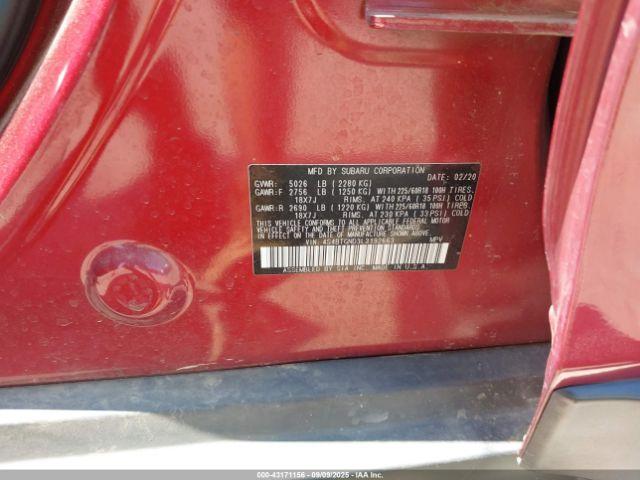 MFD BY SUBARU CORPORATION
DATE: 02/20
GVWR: 5026 LB (2280 KG)
GAWR:F 2756 LB (1250 KG) WITH 225/60R18 100H TIRES.
18X7J RIMS. AT 240 KPA (35 PSI) COLD
GAWR:R 2690 LB (1220 KG) WITH 225/60R18 100H TIRES.
18X7J RIMS. AT 230 KPA (33 PSI) COLD
THIS VEHICLE CONFORMS TO ALL APPLICABLE FEDERAL MOTOR
VEHICLE SAFETY AND THEFT PREVENTION STANDARDS IN
EFFECT ON THE DATE OF MANUFACTURE SHOWN ABOVE.
VIN: MPV
ASSEMBLED BY SIA INC. MADE IN U.S.A.
000-43171156 - 09/09/2025 - IAAI.COM